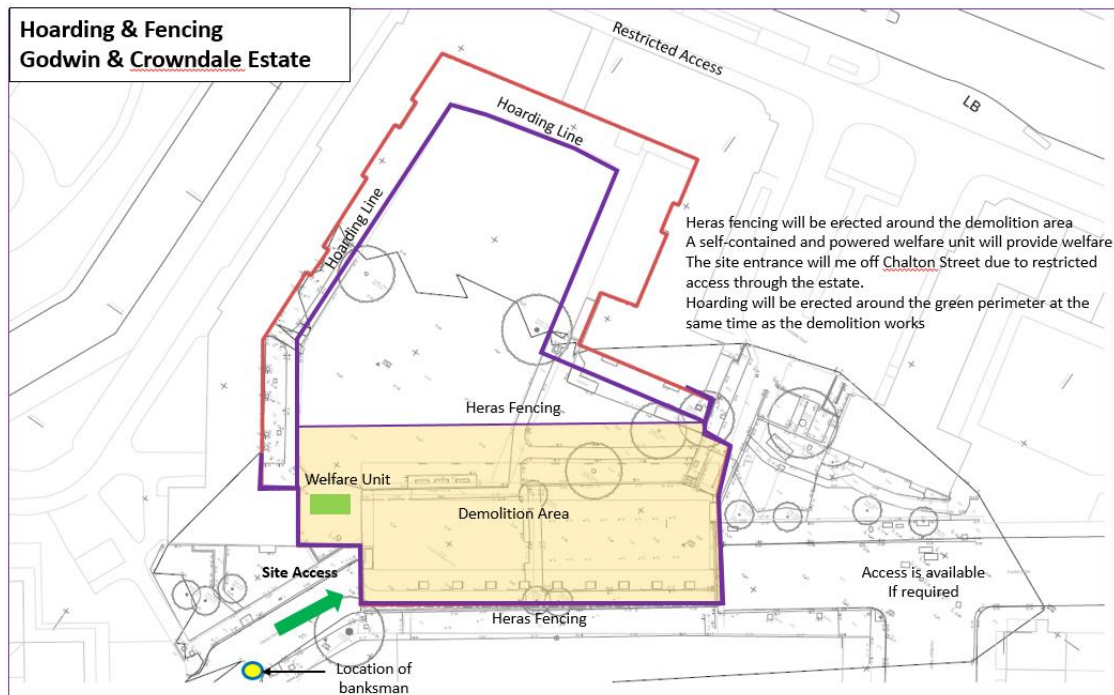 Hoarding & Fencing
Godwin & Crowndale Estate
Restricted Access
LB
Hoarding Line
Hoarding Line
Heras fencing will be erected around the demolition area
A self-contained and powered welfare unit will provide welfare
The site entrance will me off Chalton Street due to restricted
access through the estate.
Hoarding will be erected around the green perimeter at the
same time as the demolition works
Heras Fencing
Welfare Unit
Demolition Area
Site Access
Access is available
If required
Heras Fencing
Location of
banksman